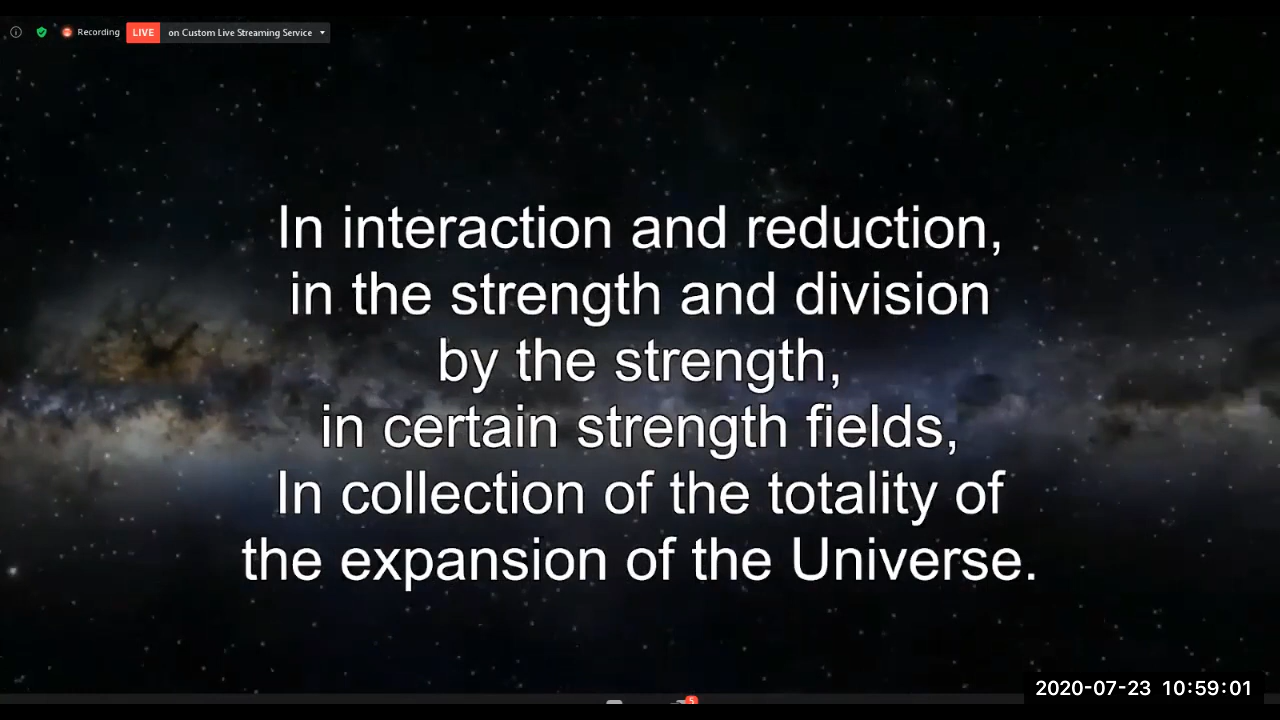 Recording LIVE on Custom Live Streaming Service
In interaction and reduction,
in the strength and division
by the strength,
in certain strength fields,
In collection of the totality of
the expansion of the Universe.
5
2020-07-23 10:59:01